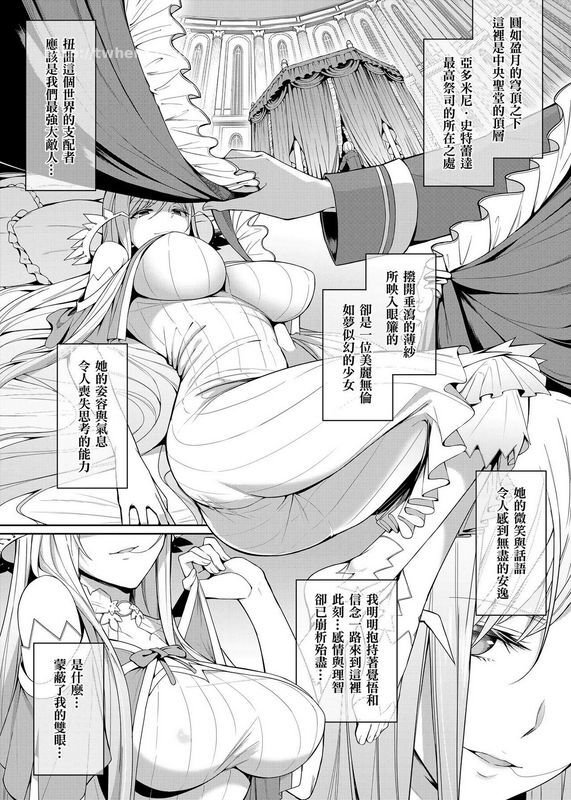 圓如盈月的穹頂之下
這裡是中央聖堂的頂層
亞多米尼·史特蕾達
最高祭司的所在之處
扭曲這個世界的支配者
應該是我們最強大敵人…
撥開垂瀉的薄紗
所映入眼簾的
卻是一位美麗無倫
如夢似幻的少女
她的姿容與氣息
令人喪失思考的能力
她的微笑與話語
令人感到無盡的安逸
我明明抱持著覺悟和
信念一路來到這裡
此刻…感情與理智
卻已崩析殆盡…
是什麼…
蒙蔽了我的雙眼…